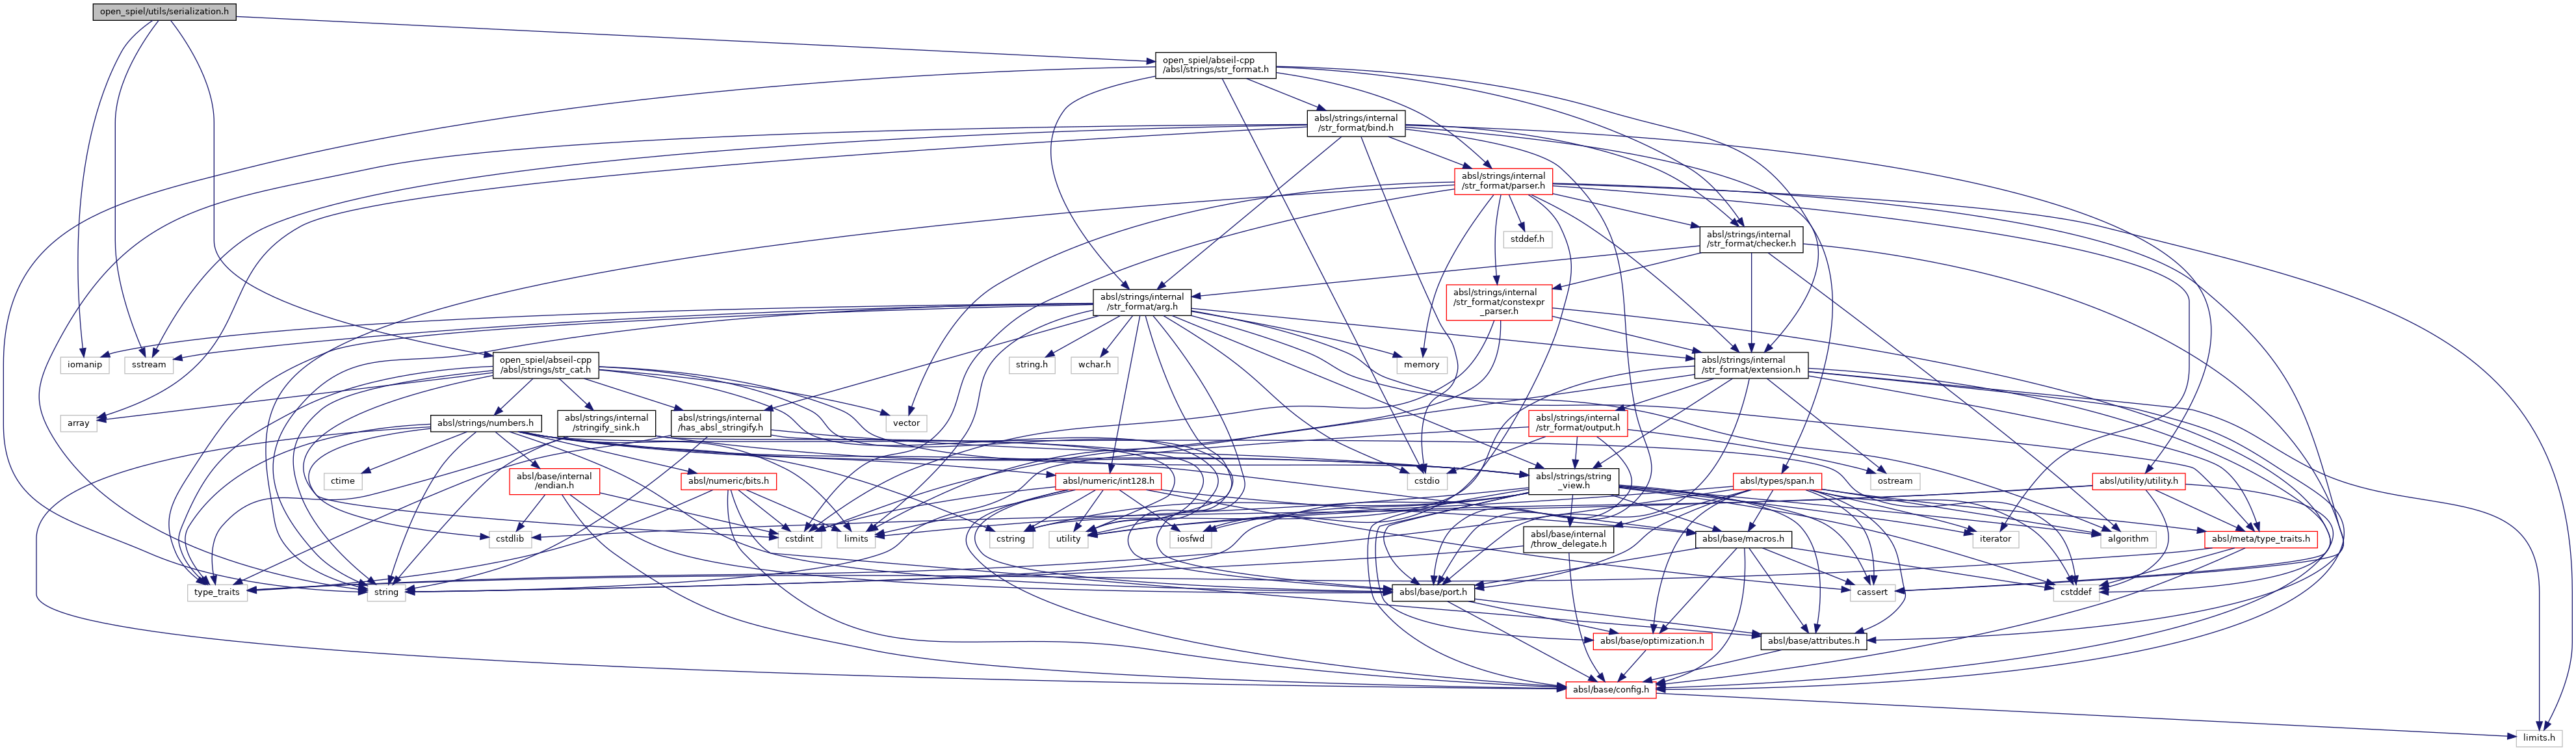 open_spiel/utils/serialization.h
open_spiel/abseil-cpp
/absl/strings/str_format.h
absl/strings/internal
/str_format/bind.h
absl/strings/internal
/str_format/parser.h
stddef.h
absl/strings/internal
/str_format/checker.h
absl/strings/internal
/str_format/arg.h
absl/strings/internal
/str_format/constexpr
_parser.h
iomanip
sstream
open_spiel/abseil-cpp
/absl/strings/str_cat.h
string.h
wchar.h
memory
absl/strings/internal
/str_format/extension.h
array
absl/strings/numbers.h
absl/strings/internal
/stringify_sink.h
absl/strings/internal
/has_absl_stringify.h
vector
absl/strings/internal
/str_format/output.h
ctime
absl/base/internal
/endian.h
absl/numeric/bits.h
absl/numeric/int128.h
cstdio
absl/strings/string
_view.h
absl/types/span.h
ostream
absl/utility/utility.h
cstdlib
cstdint
limits
cstring
utility
iosfwd
absl/base/internal
/throw_delegate.h
absl/base/macros.h
iterator
algorithm
absl/meta/type_traits.h
type_traits
string
absl/base/port.h
cassert
cstddef
absl/base/optimization.h
absl/base/attributes.h
absl/base/config.h
limits.h